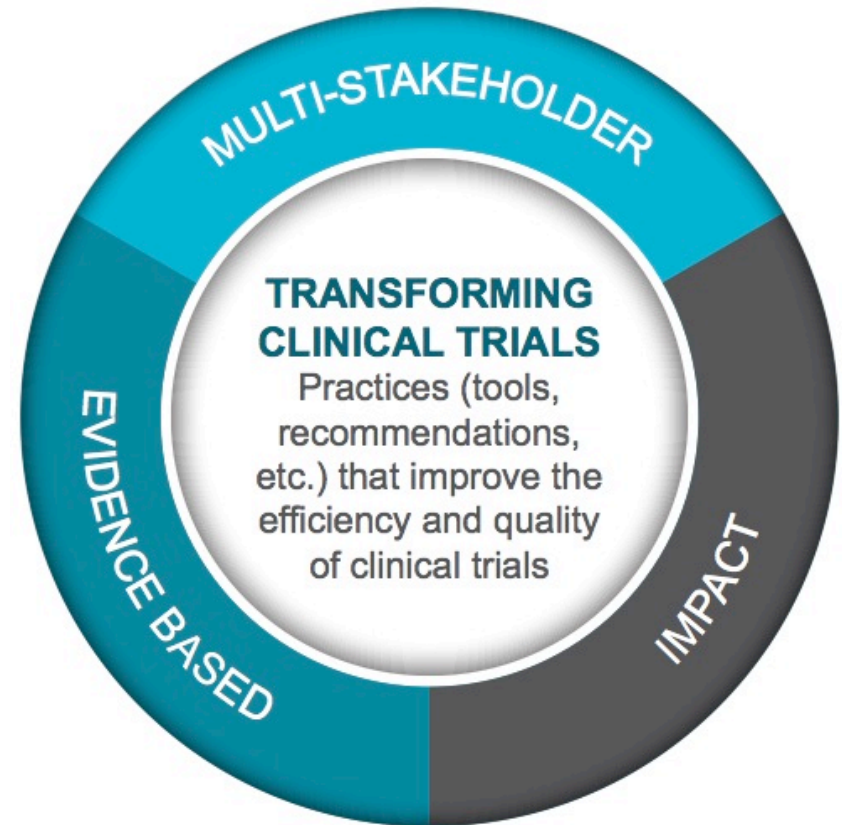 MULTI-STAKEHOLDER
TRANSFORMING
CLINICAL TRIALS
Practices (tools,
recommendations,
etc.) that improve the
efficiency and quality
of clinical trials
EVIDENCE BASED
IMPACT